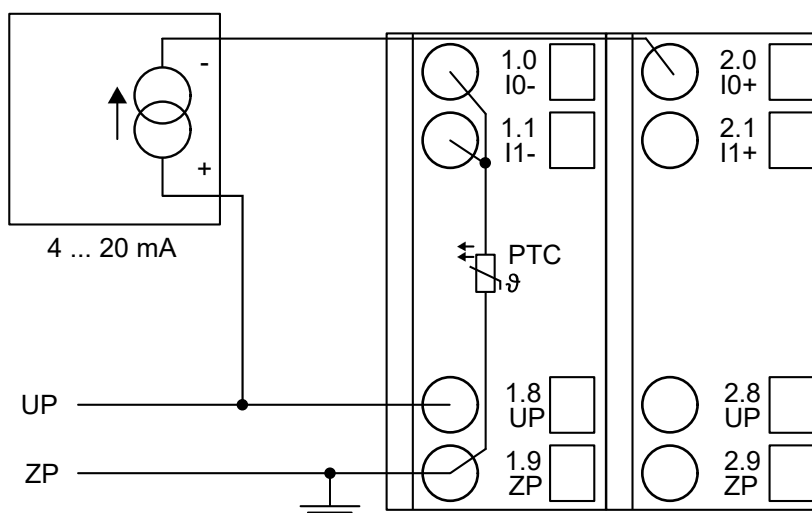 -
+
4 ... 20 mA
1.0
I0-
2.0
I0+
1.1
I1-
2.1
I1+
PTC
ϑ
UP
1.8
UP
2.8
UP
ZP
1.9
ZP
2.9
ZP